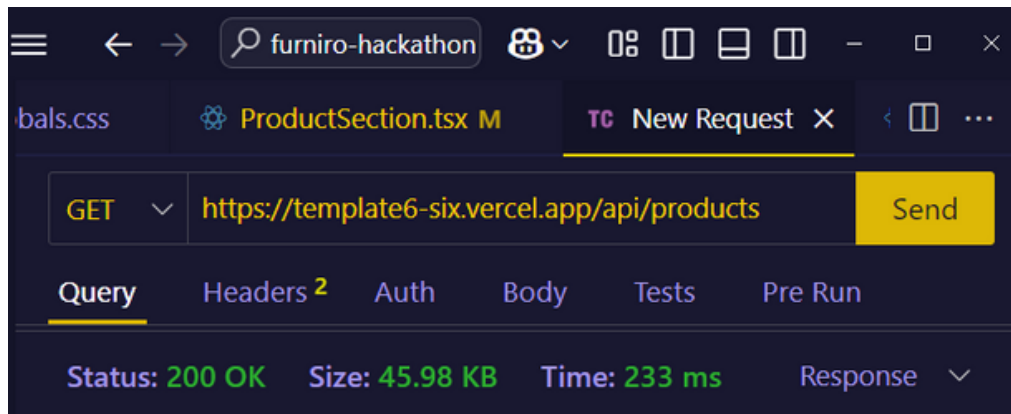 furniro-hackathon
bals.css ProductSection.tsx M TC New Request
GET https://template6-six.vercel.app/api/products Send
Query Headers 2 Auth Body Tests Pre Run
Status: 200 OK Size: 45.98 KB Time: 233 ms Response